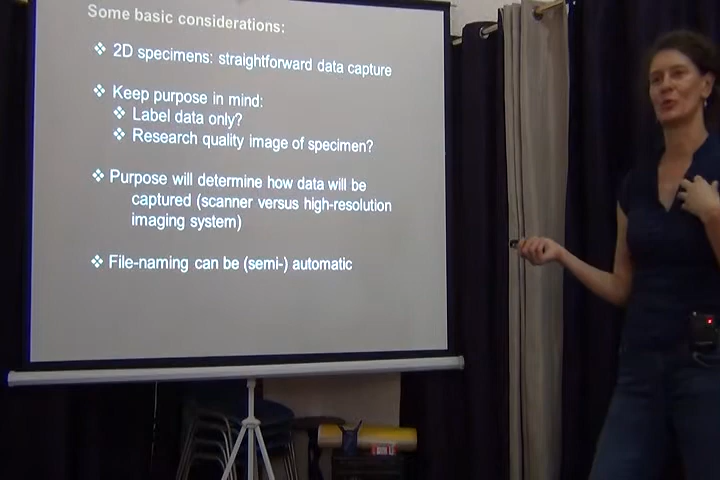 Some basic considerations:
❖ 2D specimens: straightforward data capture
❖ Keep purpose in mind:
❖ Label data only?
❖ Research quality image of specimen?
❖ Purpose will determine how data will be
captured (scanner versus high-resolution
imaging system)
❖ File-naming can be (semi-) automatic